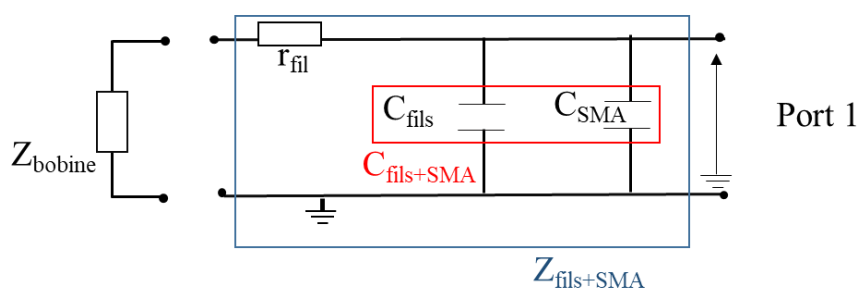 r_fil
C_fils
C_SMA
Port 1
Z_bobine
C_fils+SMA
Z_fils+SMA